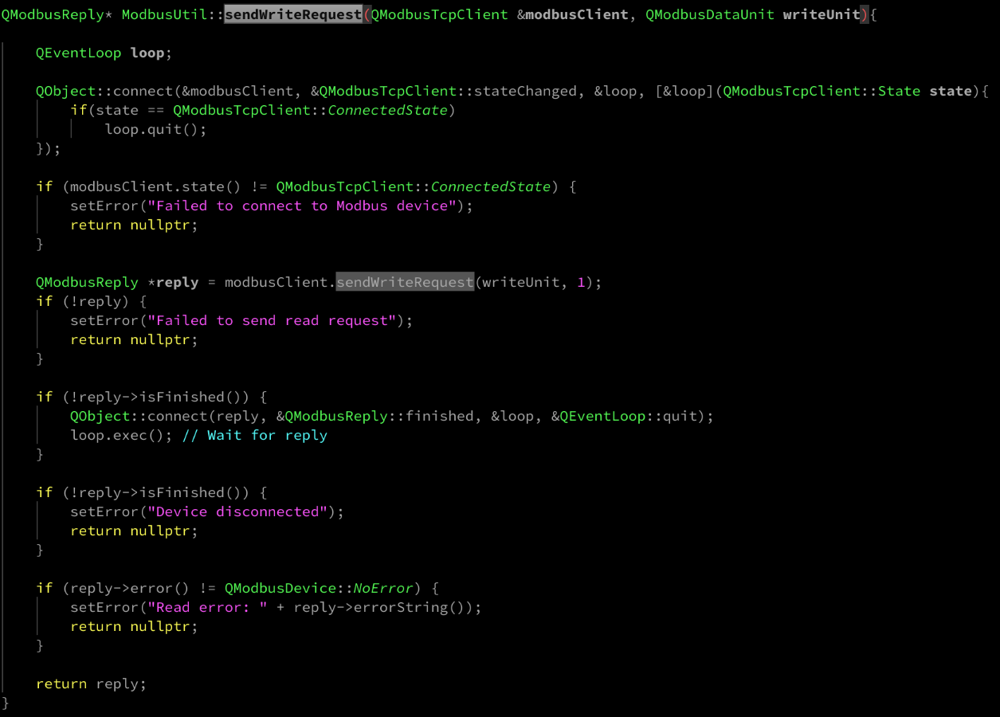 QModbusReply* ModbusUtil::sendWriteRequest(QModbusTcpClient &modbusClient, QModbusDataUnit writeUnit){
QEventLoop loop;
QObject::connect(&modbusClient, &QModbusTcpClient::stateChanged, &loop, [&loop](QModbusTcpClient::State state){
if(state == QModbusTcpClient::ConnectedState)
loop.quit();
});
if (modbusClient.state() != QModbusTcpClient::ConnectedState) {
setError("Failed to connect to Modbus device");
return nullptr;
}
QModbusReply *reply = modbusClient.sendWriteRequest(writeUnit, 1);
if (!reply) {
setError("Failed to send read request");
return nullptr;
}
if (!reply->isFinished()) {
QObject::connect(reply, &QModbusReply::finished, &loop, &QEventLoop::quit);
loop.exec(); // Wait for reply
}
if (!reply->isFinished()) {
setError("Device disconnected");
return nullptr;
}
if (reply->error() != QModbusDevice::NoError) {
setError("Read error: " + reply->errorString());
return nullptr;
}
return reply;
}